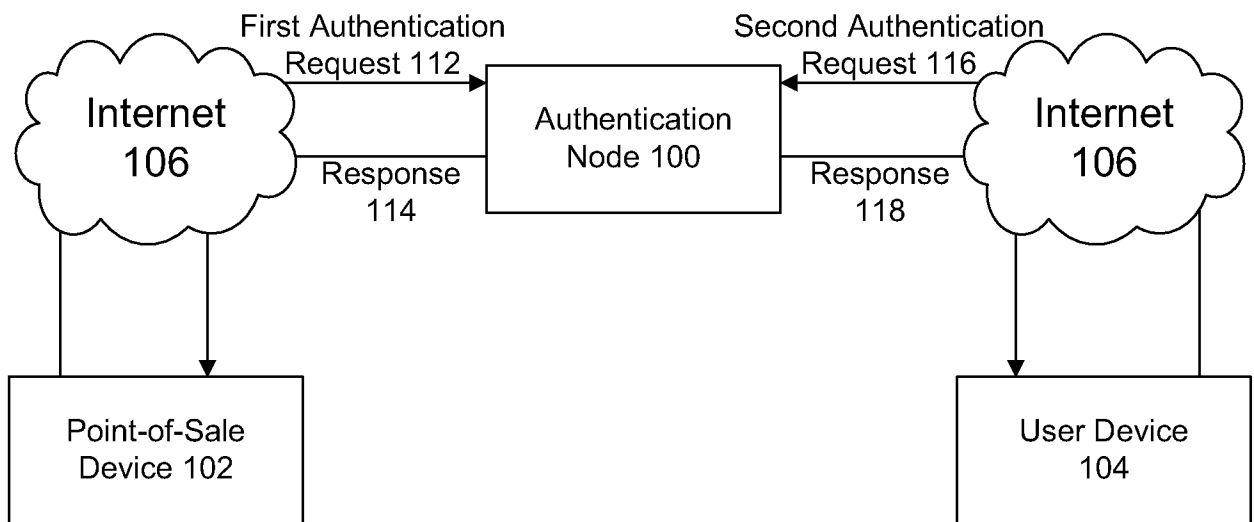 First Authentication
Request 112
Second Authentication
Request 116
Internet
106
Authentication
Node 100
Internet
106
Response
114
Response
118
Point-of-Sale
Device 102
User Device
104